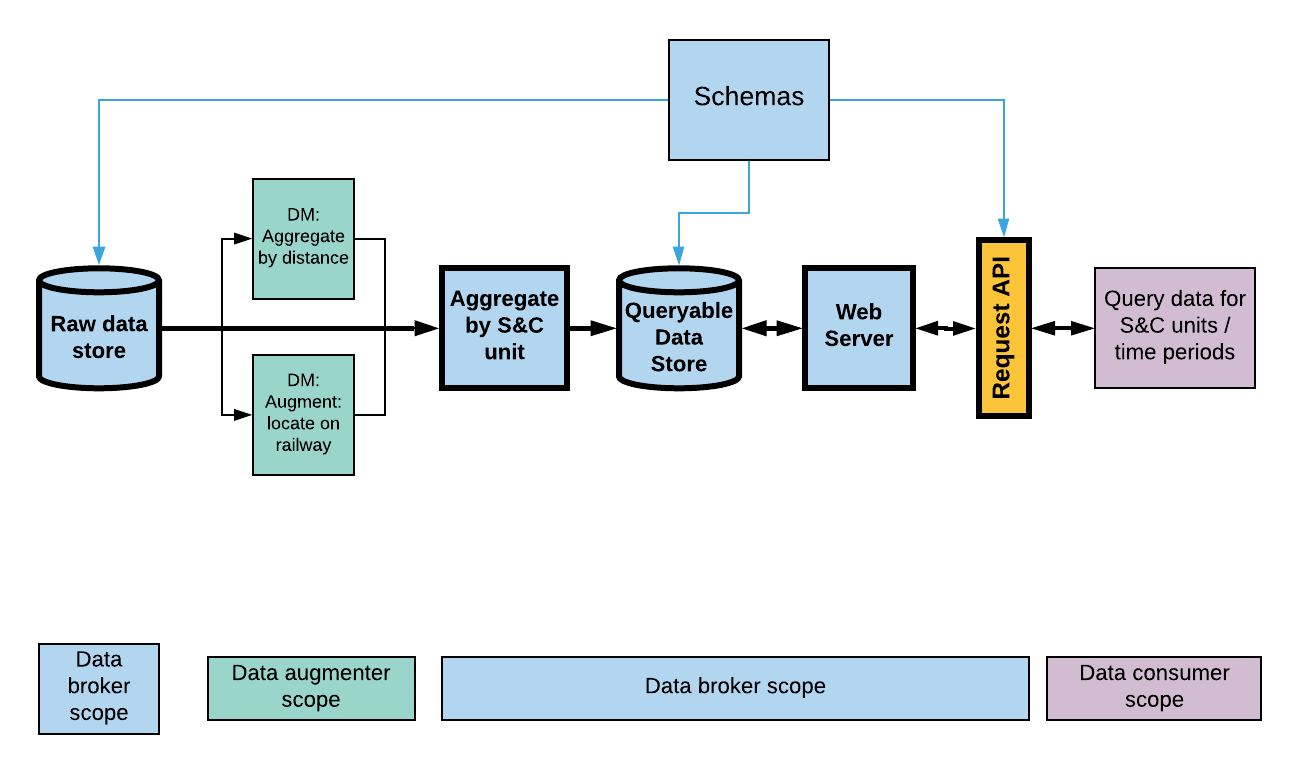 Schemas
DM:
Aggregate
by distance
Raw data
store
Aggregate
by S&C
unit
Queryable
Data
Store
Web
Server
Request API
Query data for
S&C units /
time periods
DM:
Augment:
locate on
railway
Data
broker
scope
Data augmenter
scope
Data broker scope
Data consumer
scope